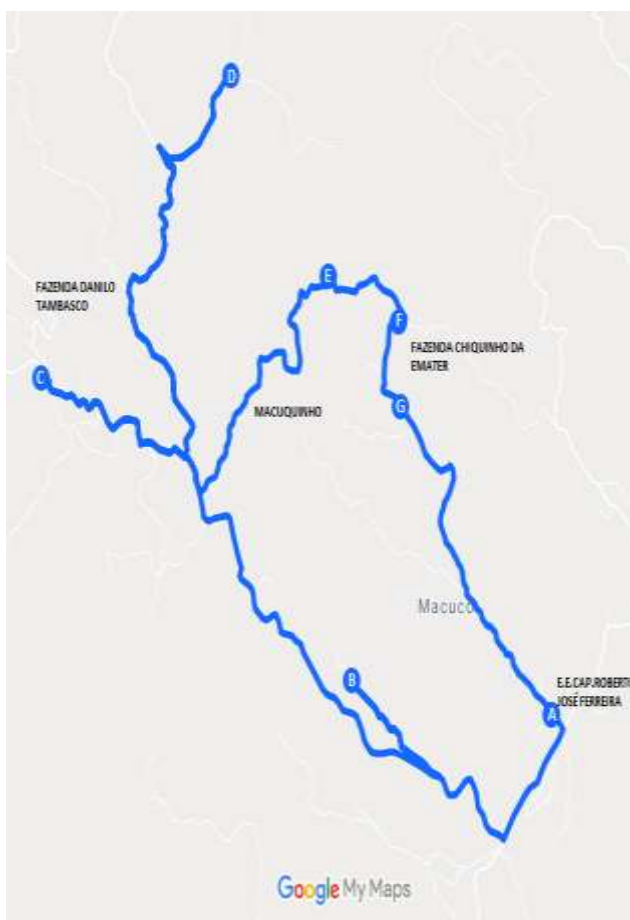 D
FAZENDA DANILO
TAMBASCO
E
F
FAZENDA CHIQUINHO DA
EMATER
C
G
MACUQUINHO
Macuco
B
E.E.CAP.ROBERTO
JOSÉ FERREIRA
A
Google My Maps